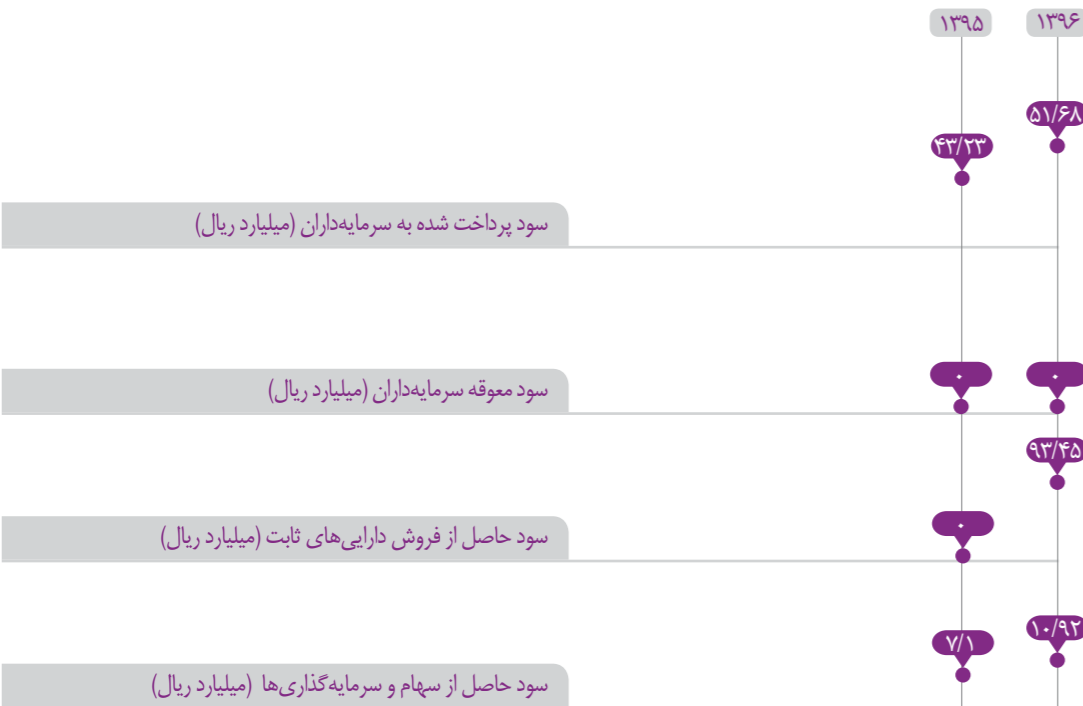 ۱۳۹۶ ۱۳۹۵
۵۱/۶۸
۴۳/۲۳
سود پرداخت شده به سرمایه‌داران (میلیارد ریال)
۰ ۰
سود معوقه سرمایه‌داران (میلیارد ریال)
۹۳/۴۵
۰
سود حاصل از فروش دارایی‌های ثابت (میلیارد ریال)
۱۰/۹۲
۷/۱
سود حاصل از سهام و سرمایه‌گذاری‌ها (میلیارد ریال)